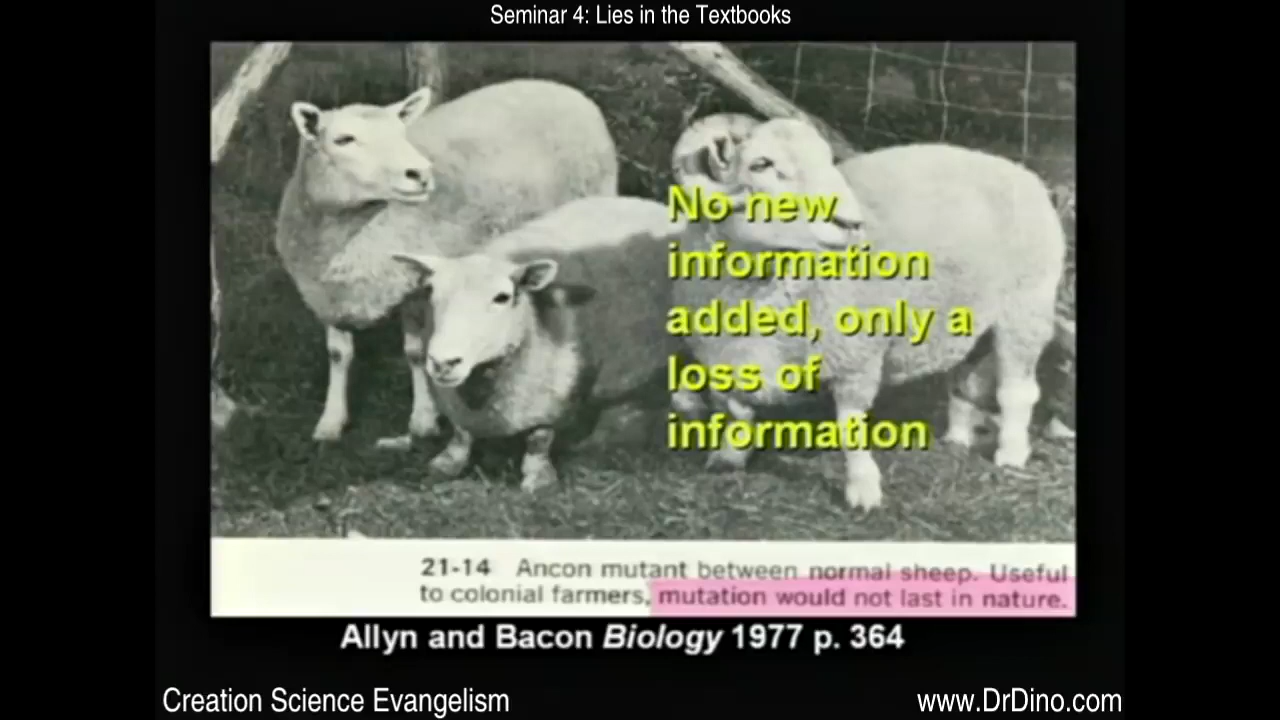 Seminar 4: Lies in the Textbooks
No new
information
added, only a
loss of
information
21-14 Ancon mutant between normal sheep. Useful
to colonial farmers, mutation would not last in nature.
Allyn and Bacon Biology 1977 p. 364
Creation Science Evangelism
www.DrDino.com